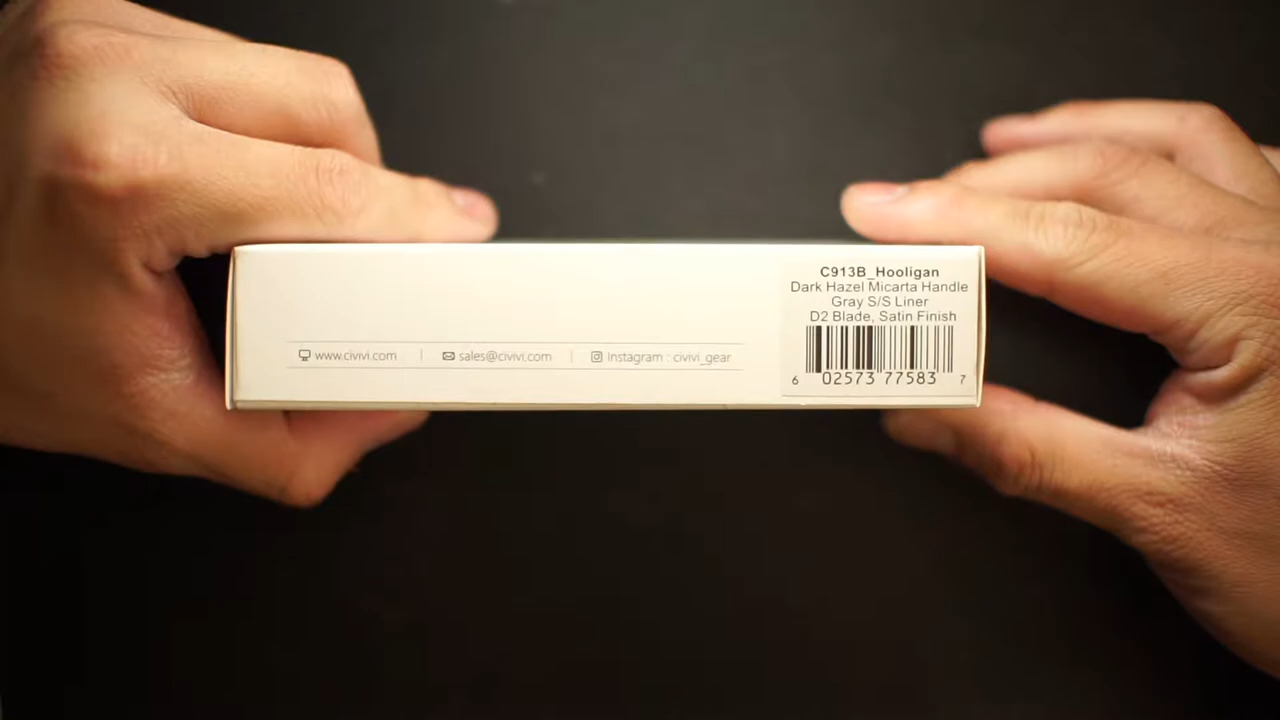 C913B_Hooligan
Dark Hazel Micarta Handle
Gray S/S Liner
D2 Blade, Satin Finish
www.civivi.com | sales@civivi.com | Instagram : civivi_gear
6 02573 77583 7